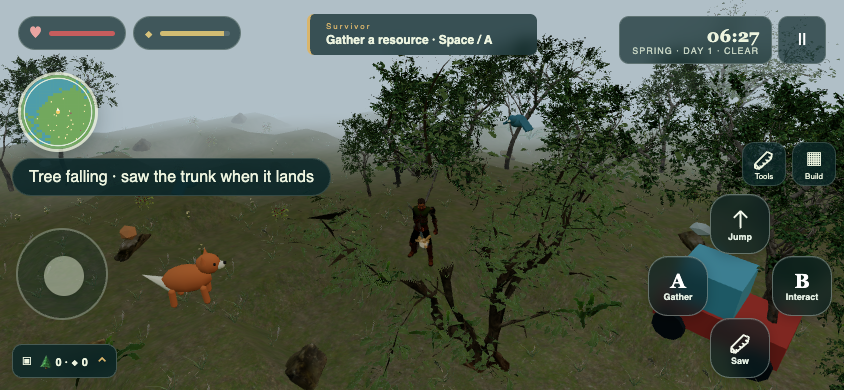 Survivor
Gather a resource · Space / A
06:27
SPRING · DAY 1 · CLEAR
Tree falling · saw the trunk when it lands
Tools
Build
Jump
A
Gather
B
Interact
Saw
0 · ◆ 0